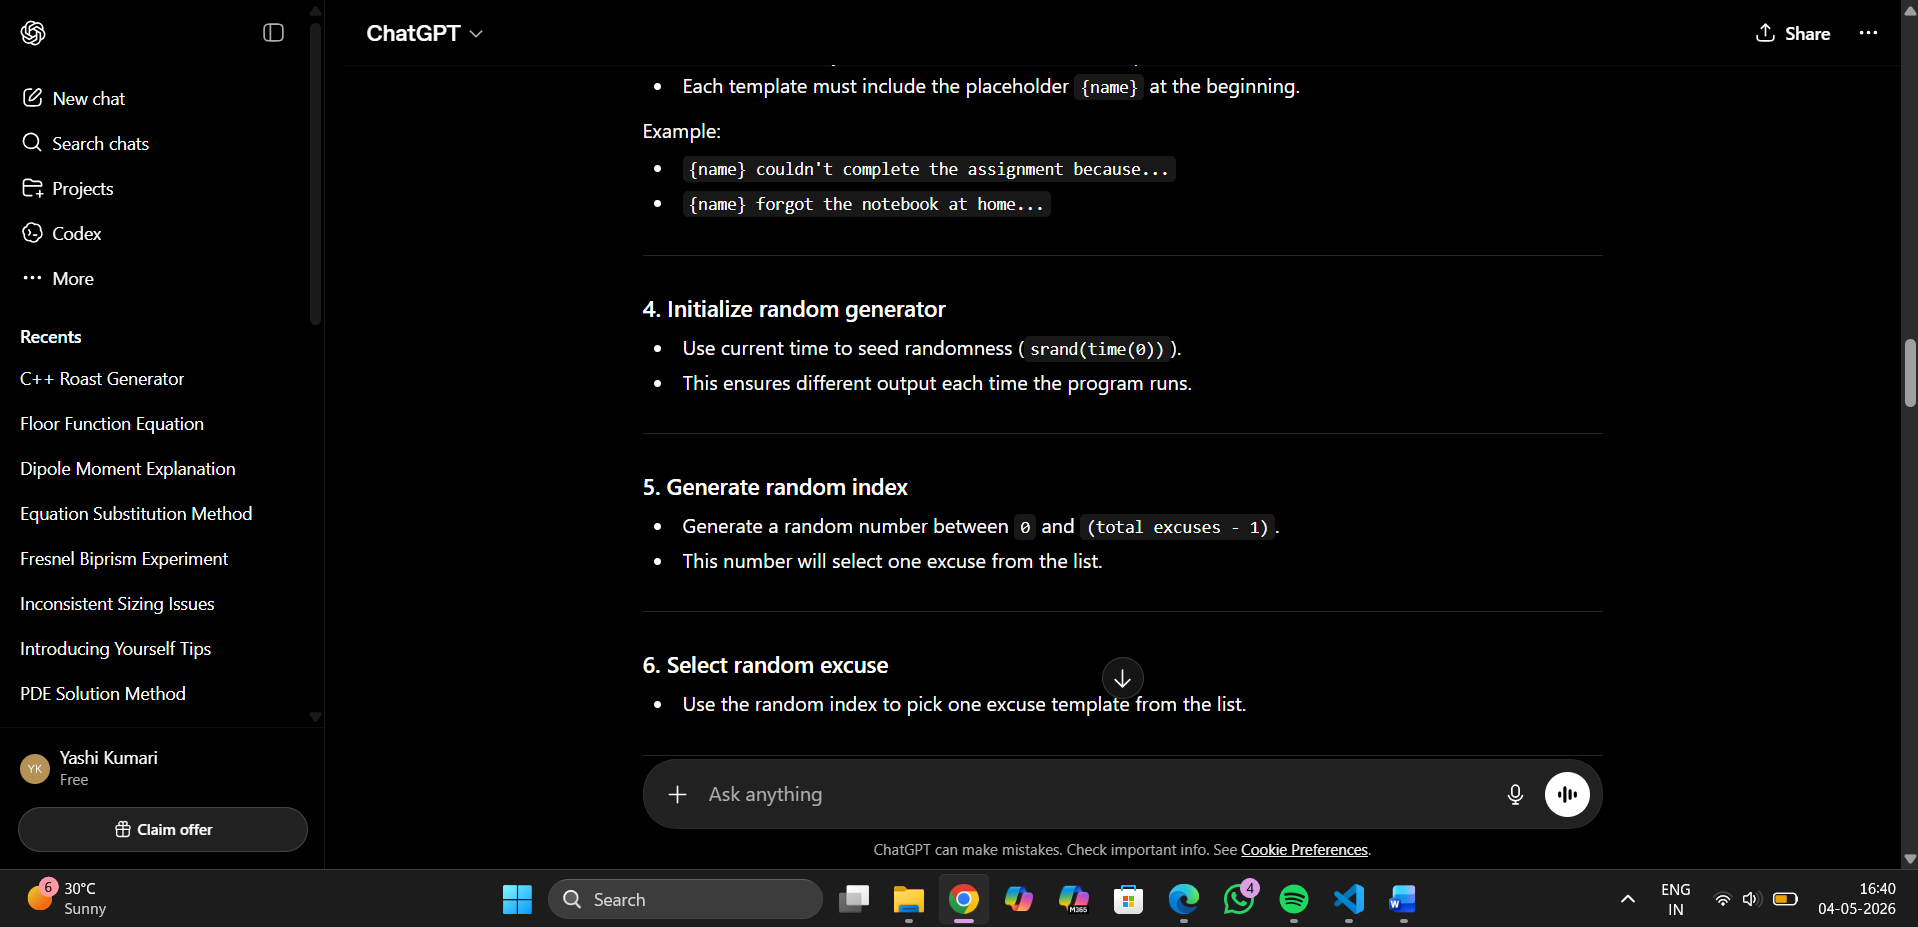 ChatGPT
Share
New chat
Search chats
Projects
Codex
More
Recents
C++ Roast Generator
Floor Function Equation
Dipole Moment Explanation
Equation Substitution Method
Fresnel Biprism Experiment
Inconsistent Sizing Issues
Introducing Yourself Tips
PDE Solution Method
YK
Yashi Kumari
Free
Claim offer
• Each template must include the placeholder {name} at the beginning.
Example:
• {name} couldn't complete the assignment because...
• {name} forgot the notebook at home...
4. Initialize random generator
• Use current time to seed randomness (srand(time(0))).
• This ensures different output each time the program runs.
5. Generate random index
• Generate a random number between 0 and (total excuses - 1).
• This number will select one excuse from the list.
6. Select random excuse
• Use the random index to pick one excuse template from the list.
Ask anything
ChatGPT can make mistakes. Check important info. See Cookie Preferences.
6
30°C
Sunny
Search
M365
4
W
ENG
IN
16:40
04-05-2026